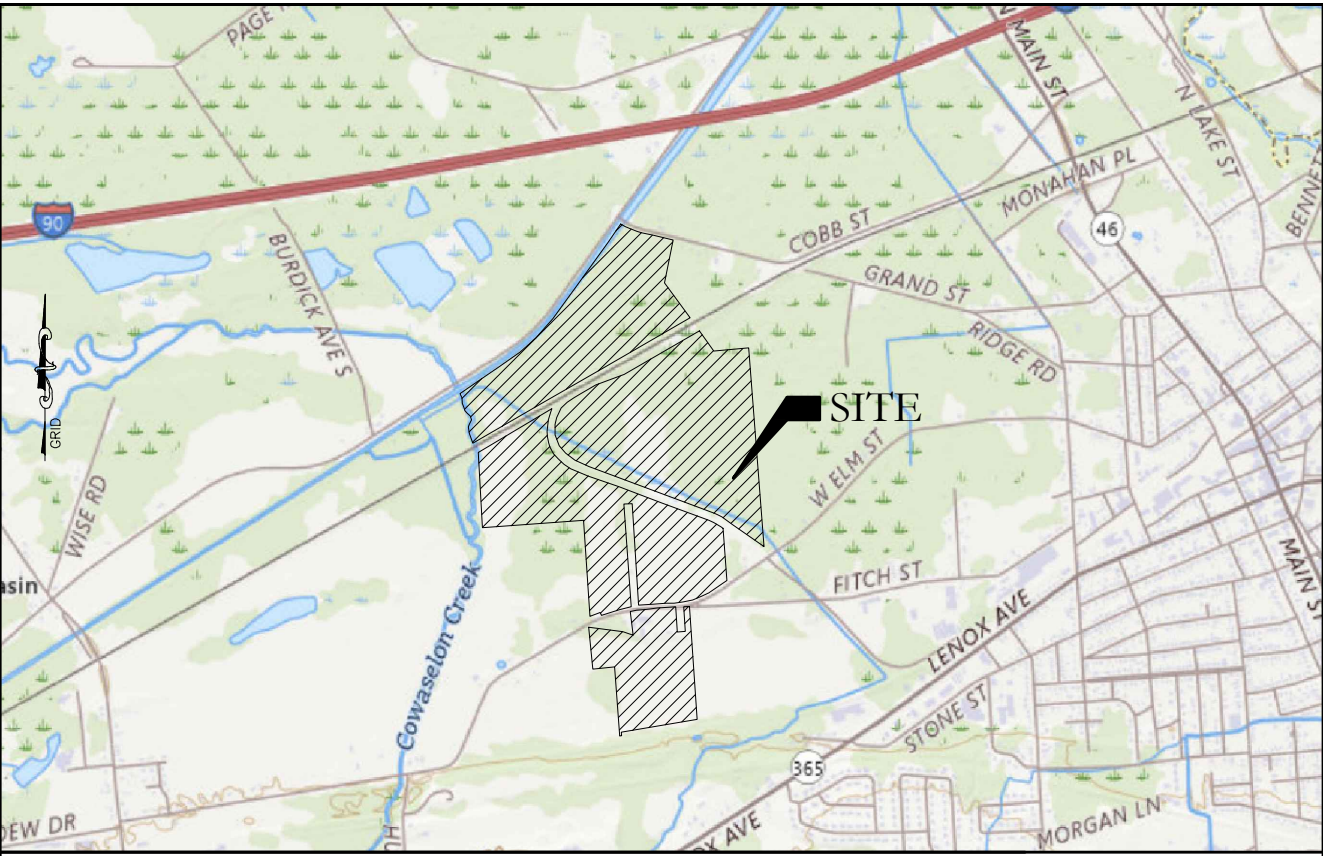 PAGE
N MAIN ST
N LAKE ST
MONAHAN PL
BENNET
90
46
COBB ST
BURDICK AVE S
GRAND ST
RIDGE RD
GRID
SITE
W ELM ST
WISE RD
MAIN ST
asin
FITCH ST
Cowaselon Creek
LENOX AVE
STONE ST
365
DEW DR
HU
OX AVE
MORGAN LN